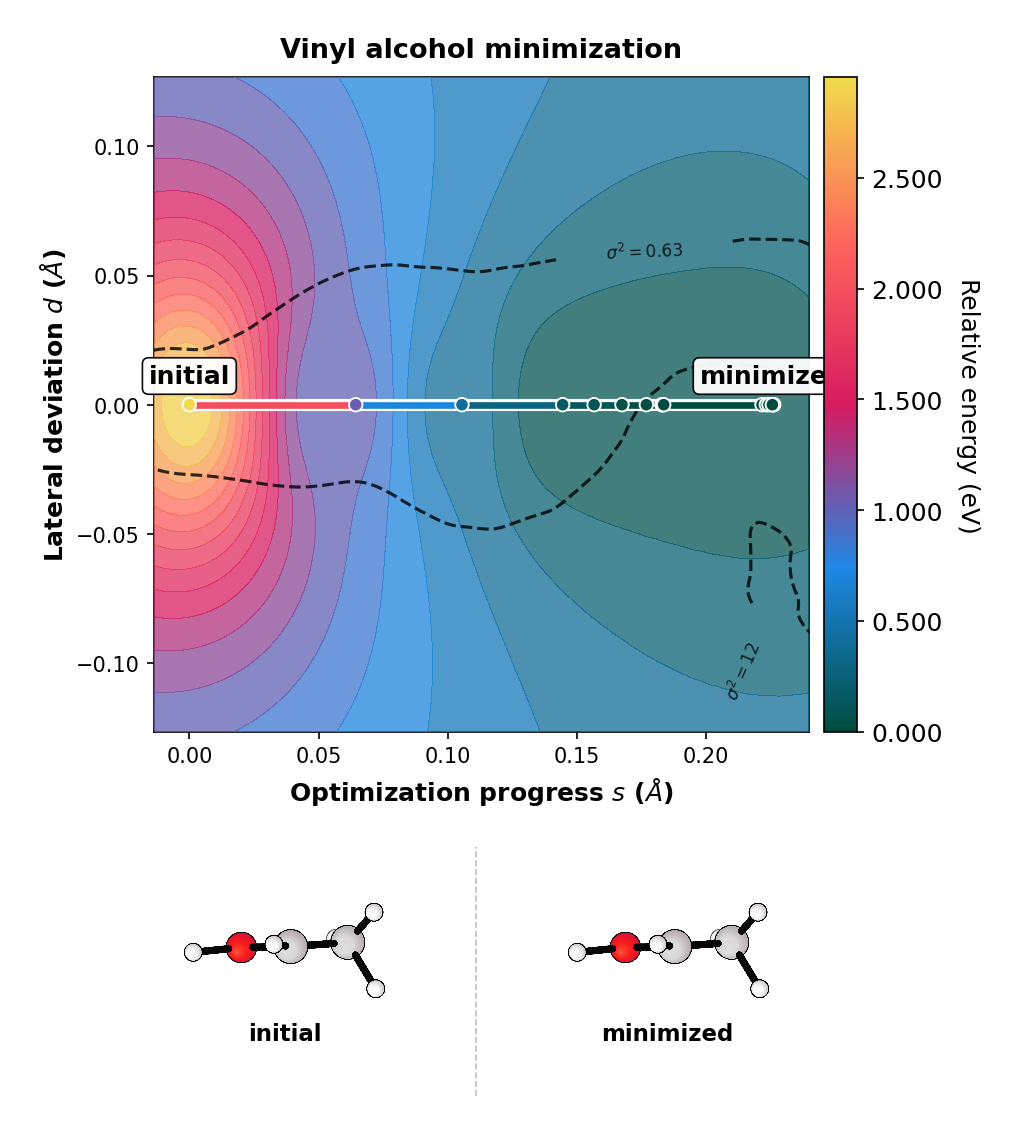 Vinyl alcohol minimization
Lateral deviation d (Å)
0.10
0.05
0.00
−0.05
−0.10
σ² = 0.63
initial
minimize
σ² = 12
0.00
0.05
0.10
0.15
0.20
Optimization progress s (Å)
2.500
2.000
1.500
1.000
0.500
0.000
Relative energy (eV)
initial
minimized